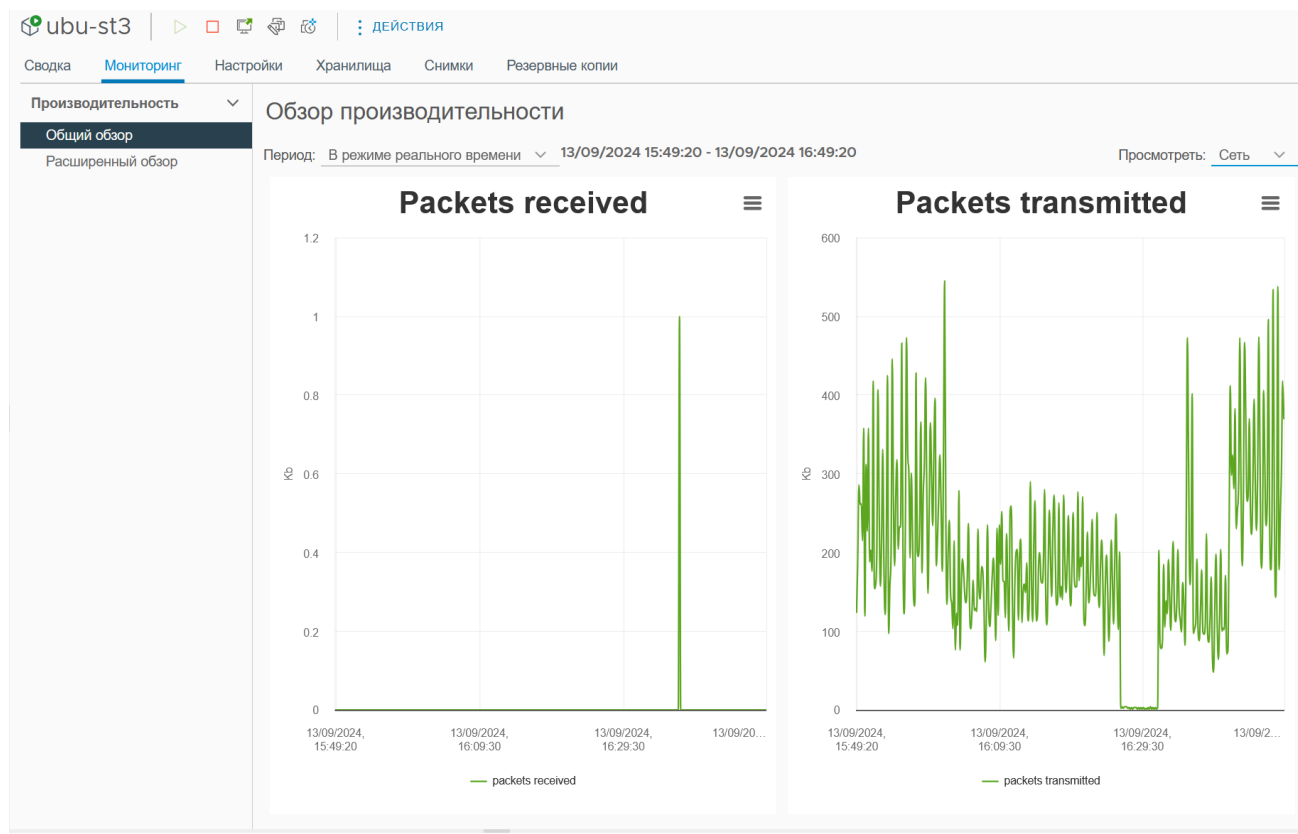 ubu-st3
ДЕЙСТВИЯ
Сводка Мониторинг Настройки Хранилища Снимки Резервные копии
Производительность
Общий обзор
Расширенный обзор
Обзор производительности
Период: В режиме реального времени 13/09/2024 15:49:20 - 13/09/2024 16:49:20 Просмотреть: Сеть
Packets received
1.2
1
0.8
0.6
0.4
0.2
0
Kb
13/09/2024, 13/09/2024, 13/09/2024, 13/09/20...
15:49:20 16:09:30 16:29:30
packets received
Packets transmitted
600
500
400
300
200
100
0
Kb
13/09/2024, 13/09/2024, 13/09/2024, 13/09/2...
15:49:20 16:09:30 16:29:30
packets transmitted